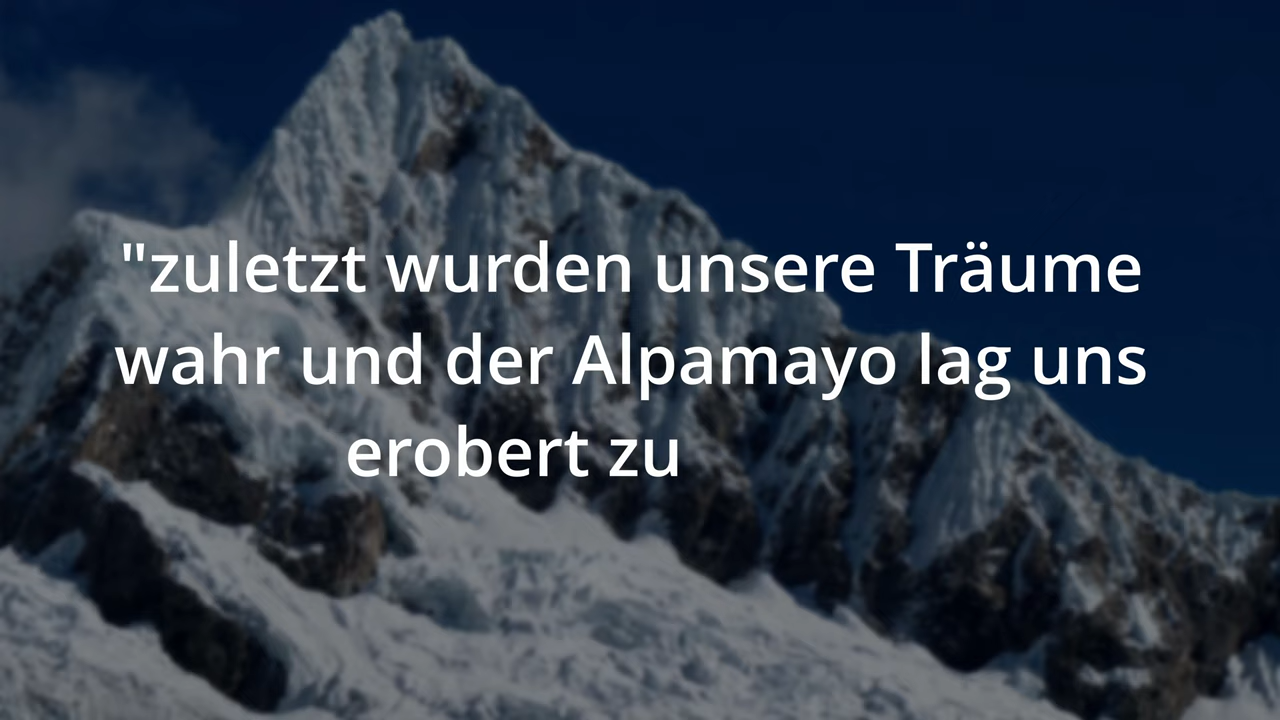 "zuletzt wurden unsere Träume
wahr und der Alpamayo lag uns
erobert zu